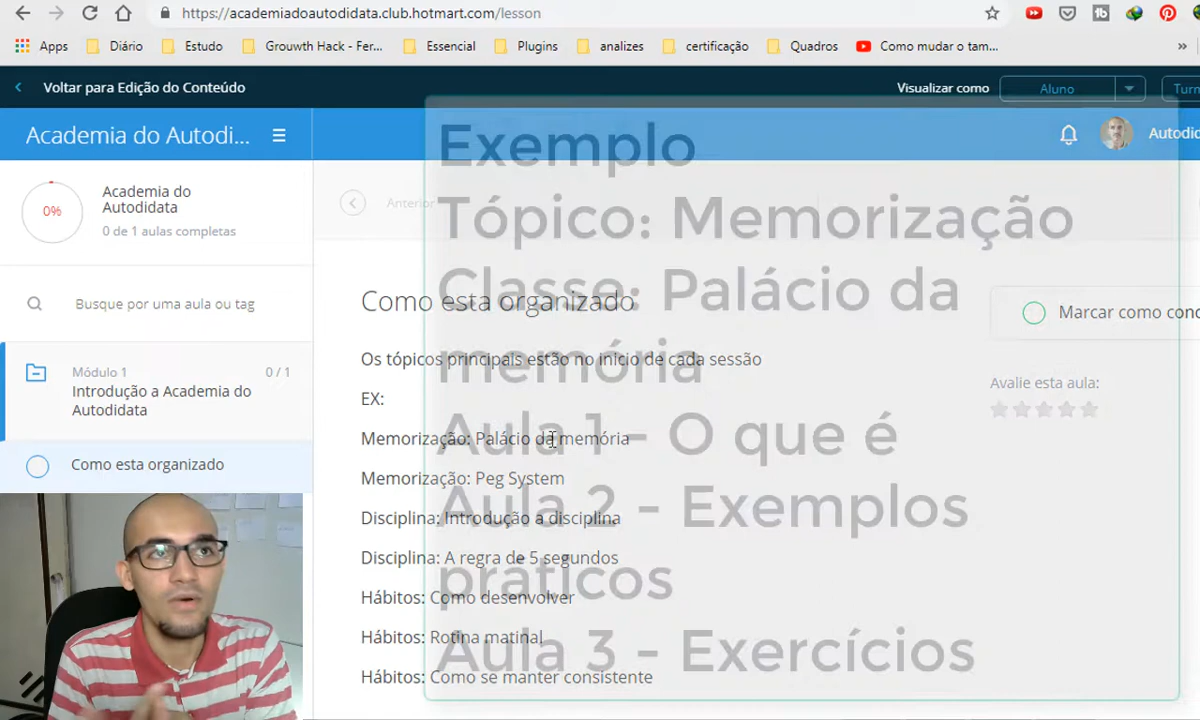 https://academiadoautodidata.club.hotmart.com/lesson
Apps
Diário
Estudo
Grouwth Hack - Fer...
Essencial
Plugins
analizes
certificação
Quadros
Como mudar o tam...
»
Voltar para Edição do Conteúdo
Visualizar como
Aluno
Academia do Autodi...
0%
Academia do
Autodidata
0 de 1 aulas completas
Busque por uma aula ou tag
Módulo 1
0 / 1
Introdução a Academia do
Autodidata
Como esta organizado
Anterior
Como esta organizado
Marcar como
Os tópicos principais estão no início de cada sessão
EX:
Avalie esta aula:
Memorização: Palácio da memória
Memorização: Peg System
Disciplina: Introdução a disciplina
Disciplina: A regra de 5 segundos
Hábitos: Como desenvolver
Hábitos: Rotina matinal
Hábitos: Como se manter consistente
Exemplo
Tópico: Memorização
Classe: Palácio da
memória
Aula 1 - O que é
Aula 2 - Exemplos
práticos
Aula 3 - Exercícios